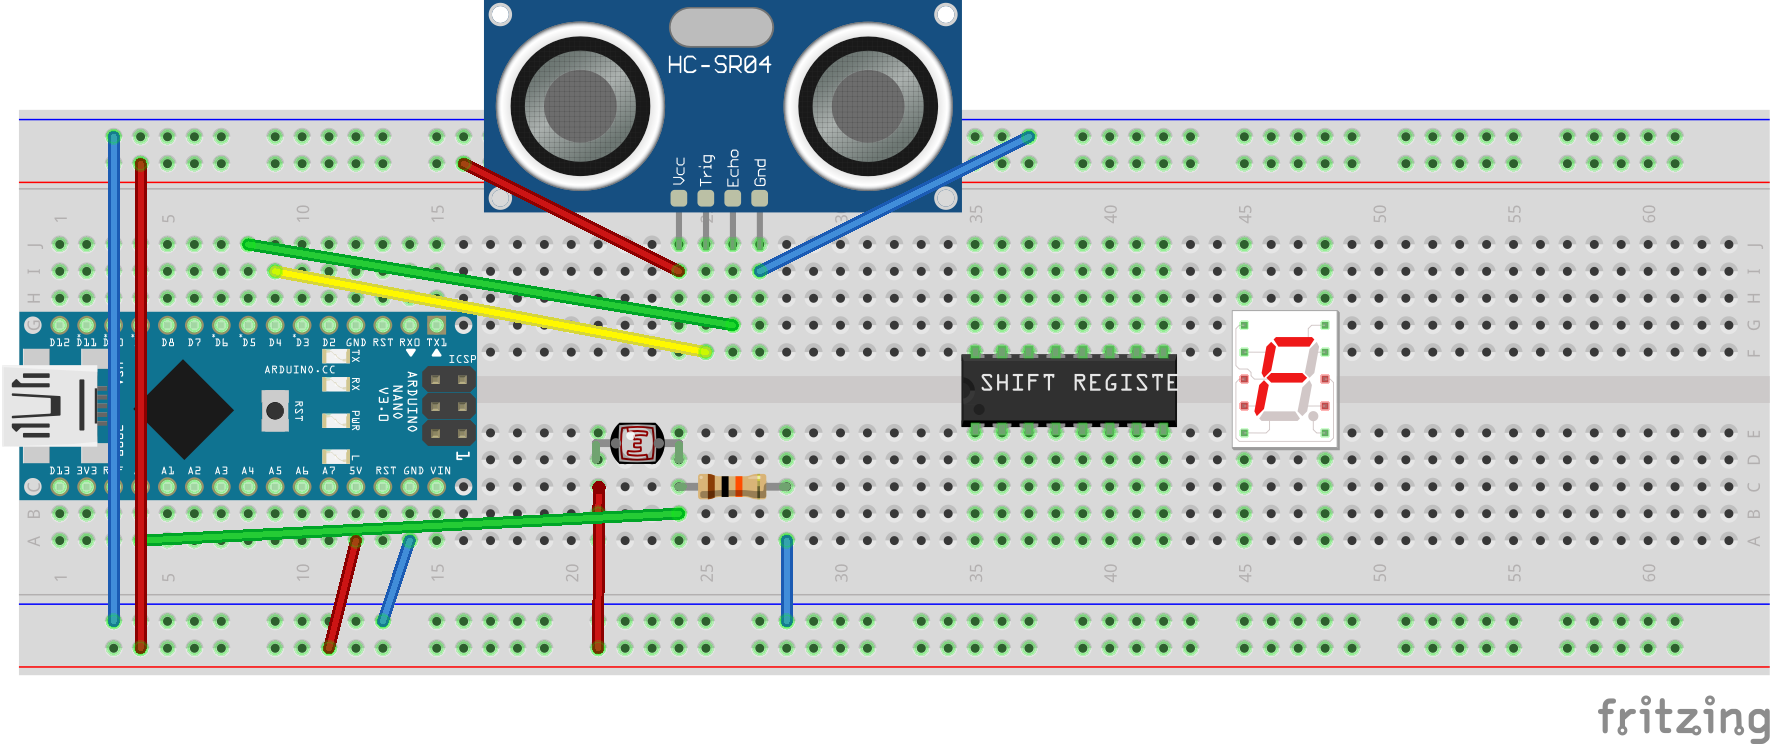 HC-SR04
Vcc Trig Echo Gnd
1 5 10 15 35 40 45 50 55 60
J J
I I
H H
G G
F
D12 D11 D8 D7 D6 D5 D4 D3 D2 GND RST RX0 TX1
TX
ICSP
ARDUINO.CC
RX
ARDUINO
NANO
V3.0
RST
PWR
L
1
SHIFT REGISTE
E
D
D13 3V3 A1 A2 A3 A4 A5 A6 A7 5V RST GND VIN
C C
B B
A A
1 5 10 15 20 25 30 35 40 45 50 55 60
fritzing